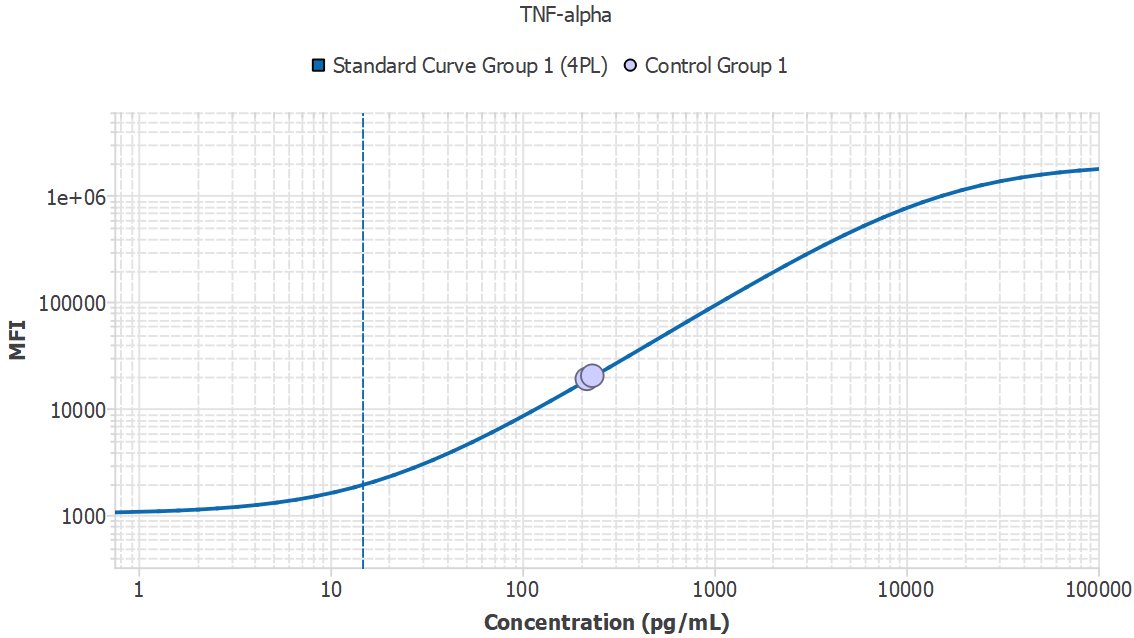 TNF-alpha
Standard Curve Group 1 (4PL) Control Group 1
1e+06
100000
10000
1000
MFI
1 10 100 1000 10000 100000
Concentration (pg/mL)